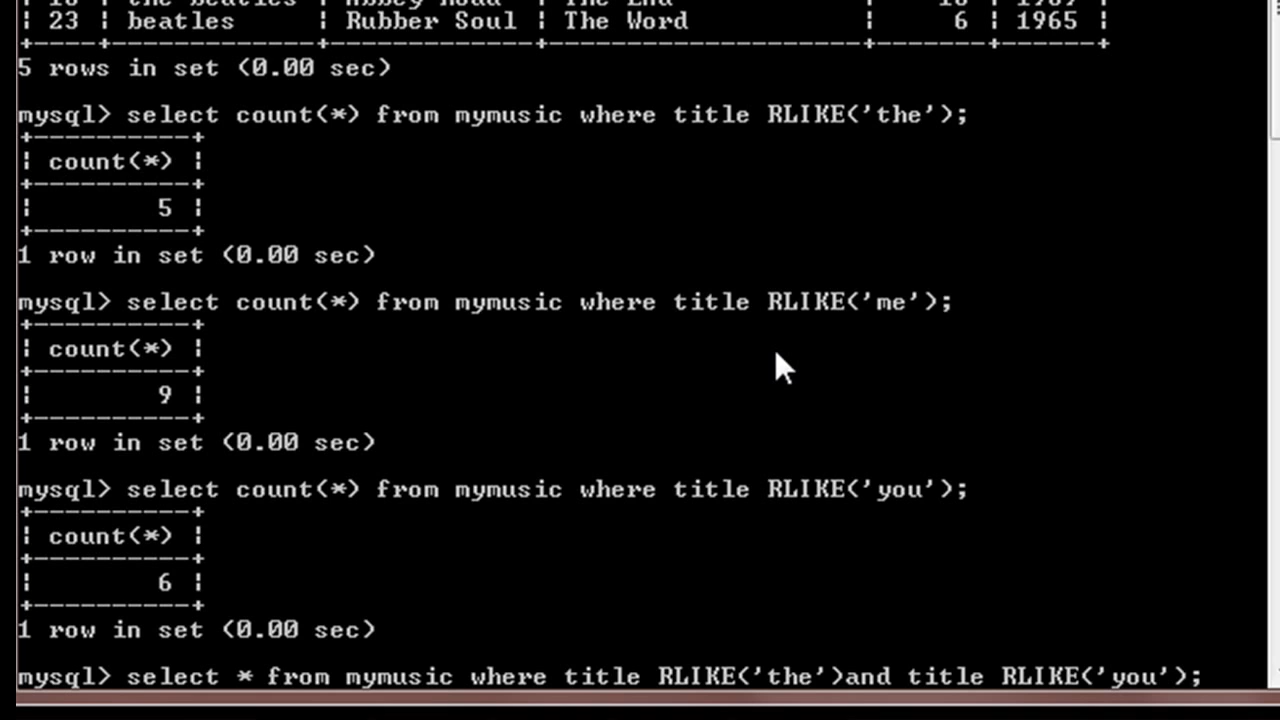 | 23 | beatles | Rubber Soul | The Word | 6 | 1965 |
+----+---------------+-------------+--------------------+-------+------+
5 rows in set (0.00 sec)
mysql> select count(*) from mymusic where title RLIKE('the');
+----------+
| count(*) |
+----------+
| 5 |
+----------+
1 row in set (0.00 sec)
mysql> select count(*) from mymusic where title RLIKE('me');
+----------+
| count(*) |
+----------+
| 9 |
+----------+
1 row in set (0.00 sec)
mysql> select count(*) from mymusic where title RLIKE('you');
+----------+
| count(*) |
+----------+
| 6 |
+----------+
1 row in set (0.00 sec)
mysql> select * from mymusic where title RLIKE('the')and title RLIKE('you');